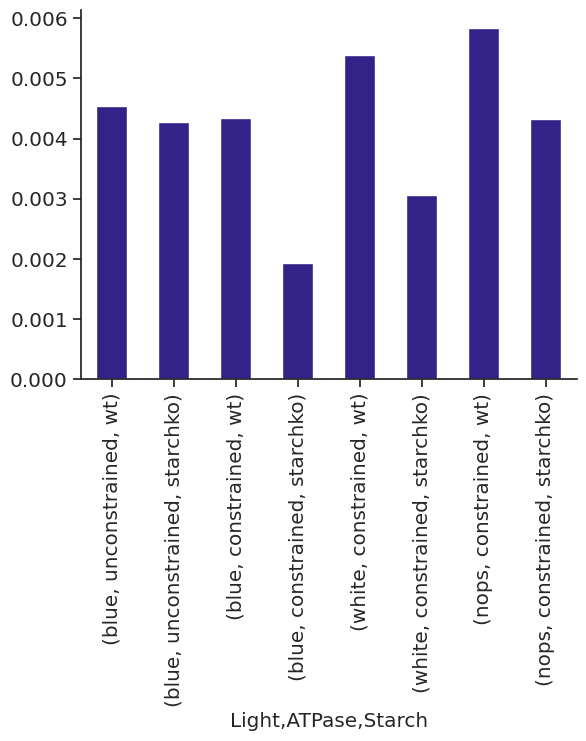 0.006
0.005
0.004
0.003
0.002
0.001
0.000
(blue, unconstrained, wt)
(blue, unconstrained, starchko)
(blue, constrained, wt)
(blue, constrained, starchko)
(white, constrained, wt)
(white, constrained, starchko)
(nops, constrained, wt)
(nops, constrained, starchko)
Light,ATPase,Starch